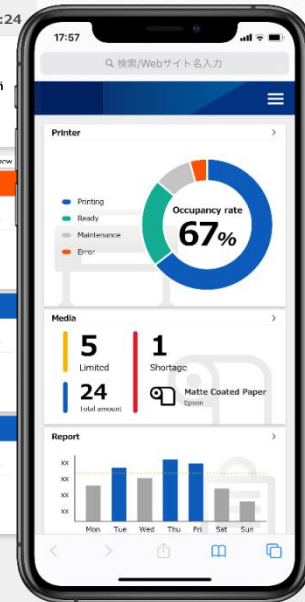 :24
17:57
検索/Webサイト名入力
Printer
Printing
Ready
Maintenance
Error
Occupancy rate
67%
Media
5
Limited
1
Shortage
24
Total amount
Matte Coated Paper
Epson
Report
xx
xx
xx
xx
Mon Tue Wed Thu Fri Sat Sun